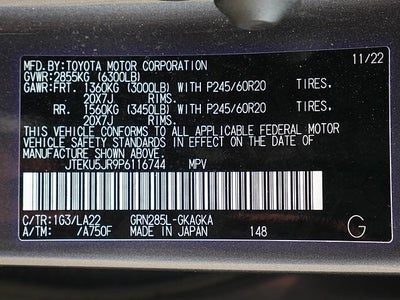 MFD.BY:TOYOTA MOTOR CORPORATION 11/22
GVWR:2855KG (6300LB)
GAWR:FRT. 1360KG (3000LB) WITH P245/60R20 TIRES,
20X7J RIMS.
RR. 1560KG (3450LB) WITH P245/60R20 TIRES,
20X7J RIMS.
THIS VEHICLE CONFORMS TO ALL APPLICABLE FEDERAL MOTOR
VEHICLE SAFETY STANDARDS IN EFFECT ON THE DATE OF
MANUFACTURE SHOWN ABOVE.
JTEKU5JR9P6116744 MPV
C/TR:1G3/LA22 GRN285L-GKAGKA
A/TM: /A750F MADE IN JAPAN 148 G